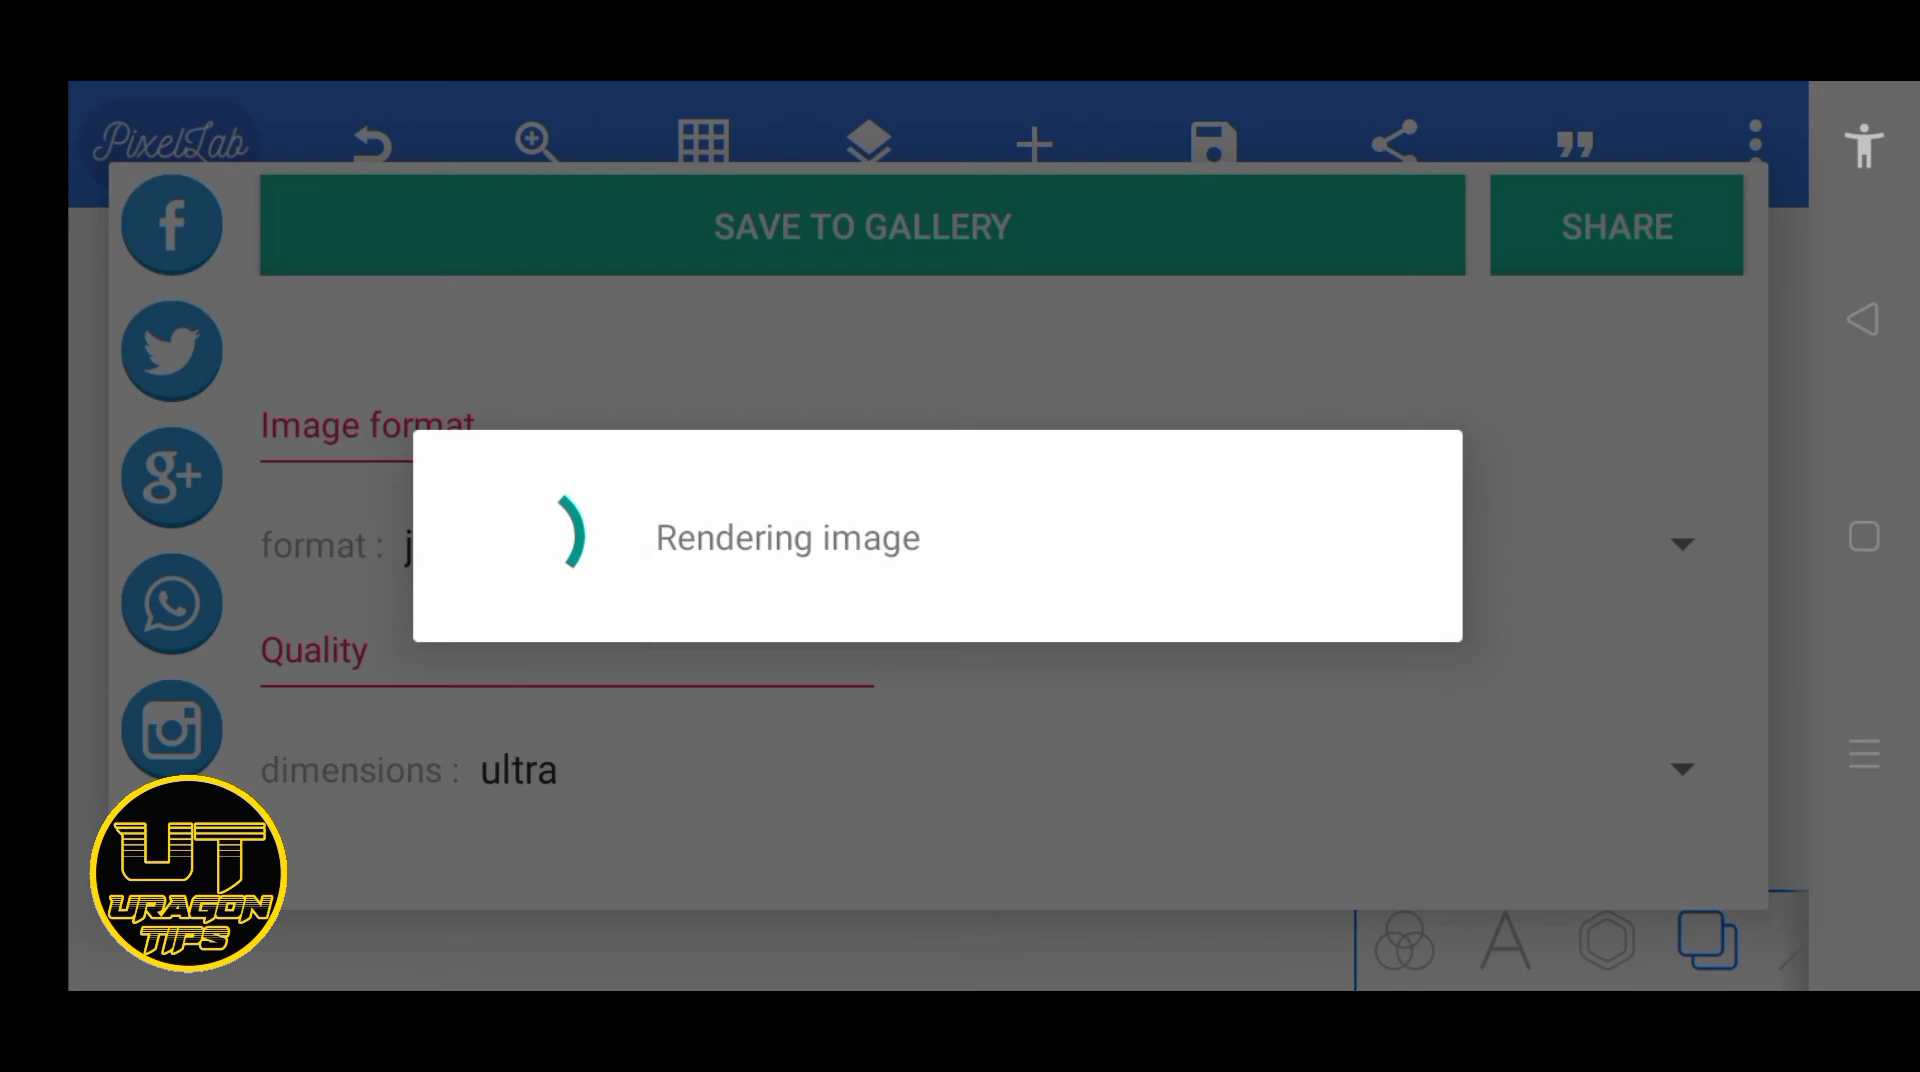 PixelLab
SAVE TO GALLERY
SHARE
Image format
format :
Rendering image
Quality
dimensions : ultra
UT
URAGON
TIPS